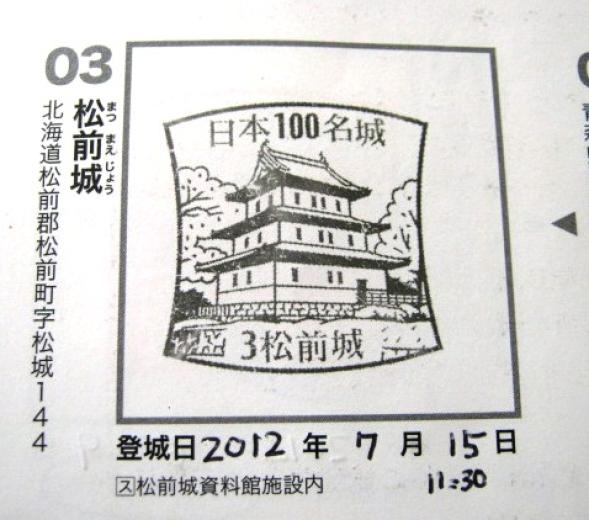 03
松前城
まつ まえ じょう
北海道松前郡松前町字松城144
日本100名城
3松前城
登城日2012年 7月 15日
ス松前城資料館施設内
11:30